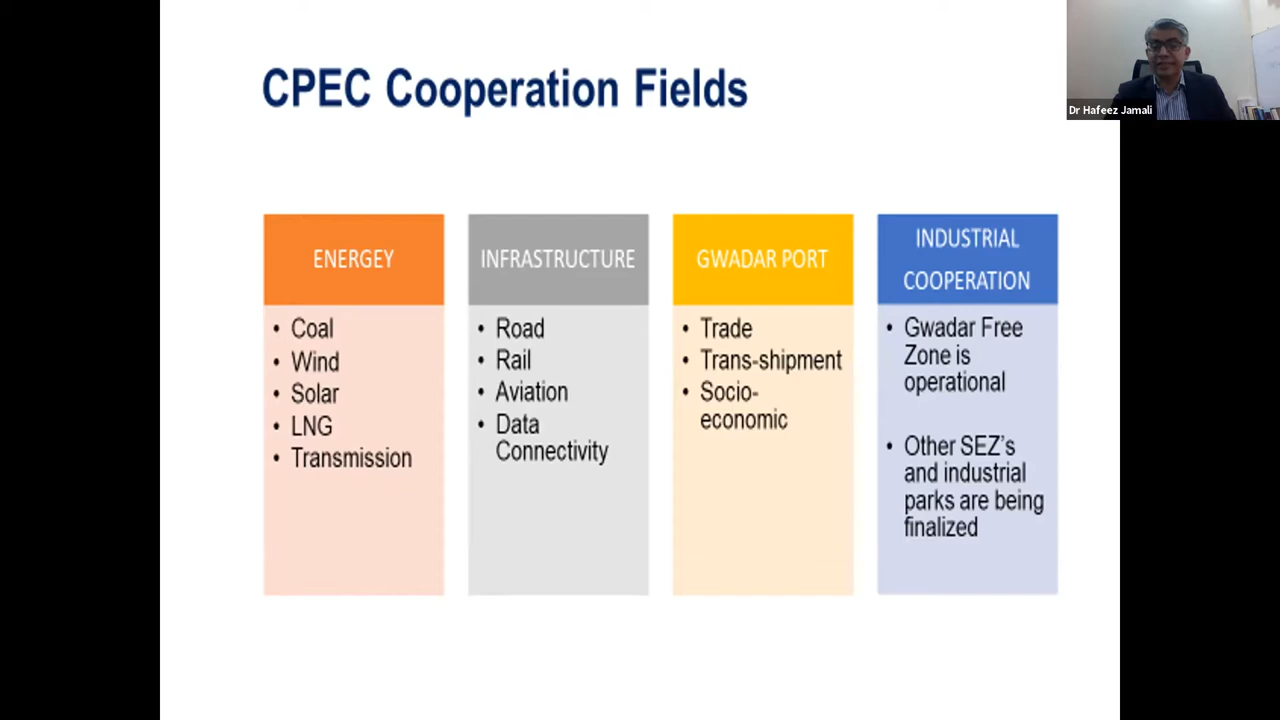 CPEC Cooperation Fields
Dr Hafeez Jamali
ENERGEY
• Coal
• Wind
• Solar
• LNG
• Transmission
INFRASTRUCTURE
• Road
• Rail
• Aviation
• Data
Connectivity
GWADAR PORT
• Trade
• Trans-shipment
• Socio-
economic
INDUSTRIAL
COOPERATION
• Gwadar Free
Zone is
operational
• Other SEZ's
and industrial
parks are being
finalized